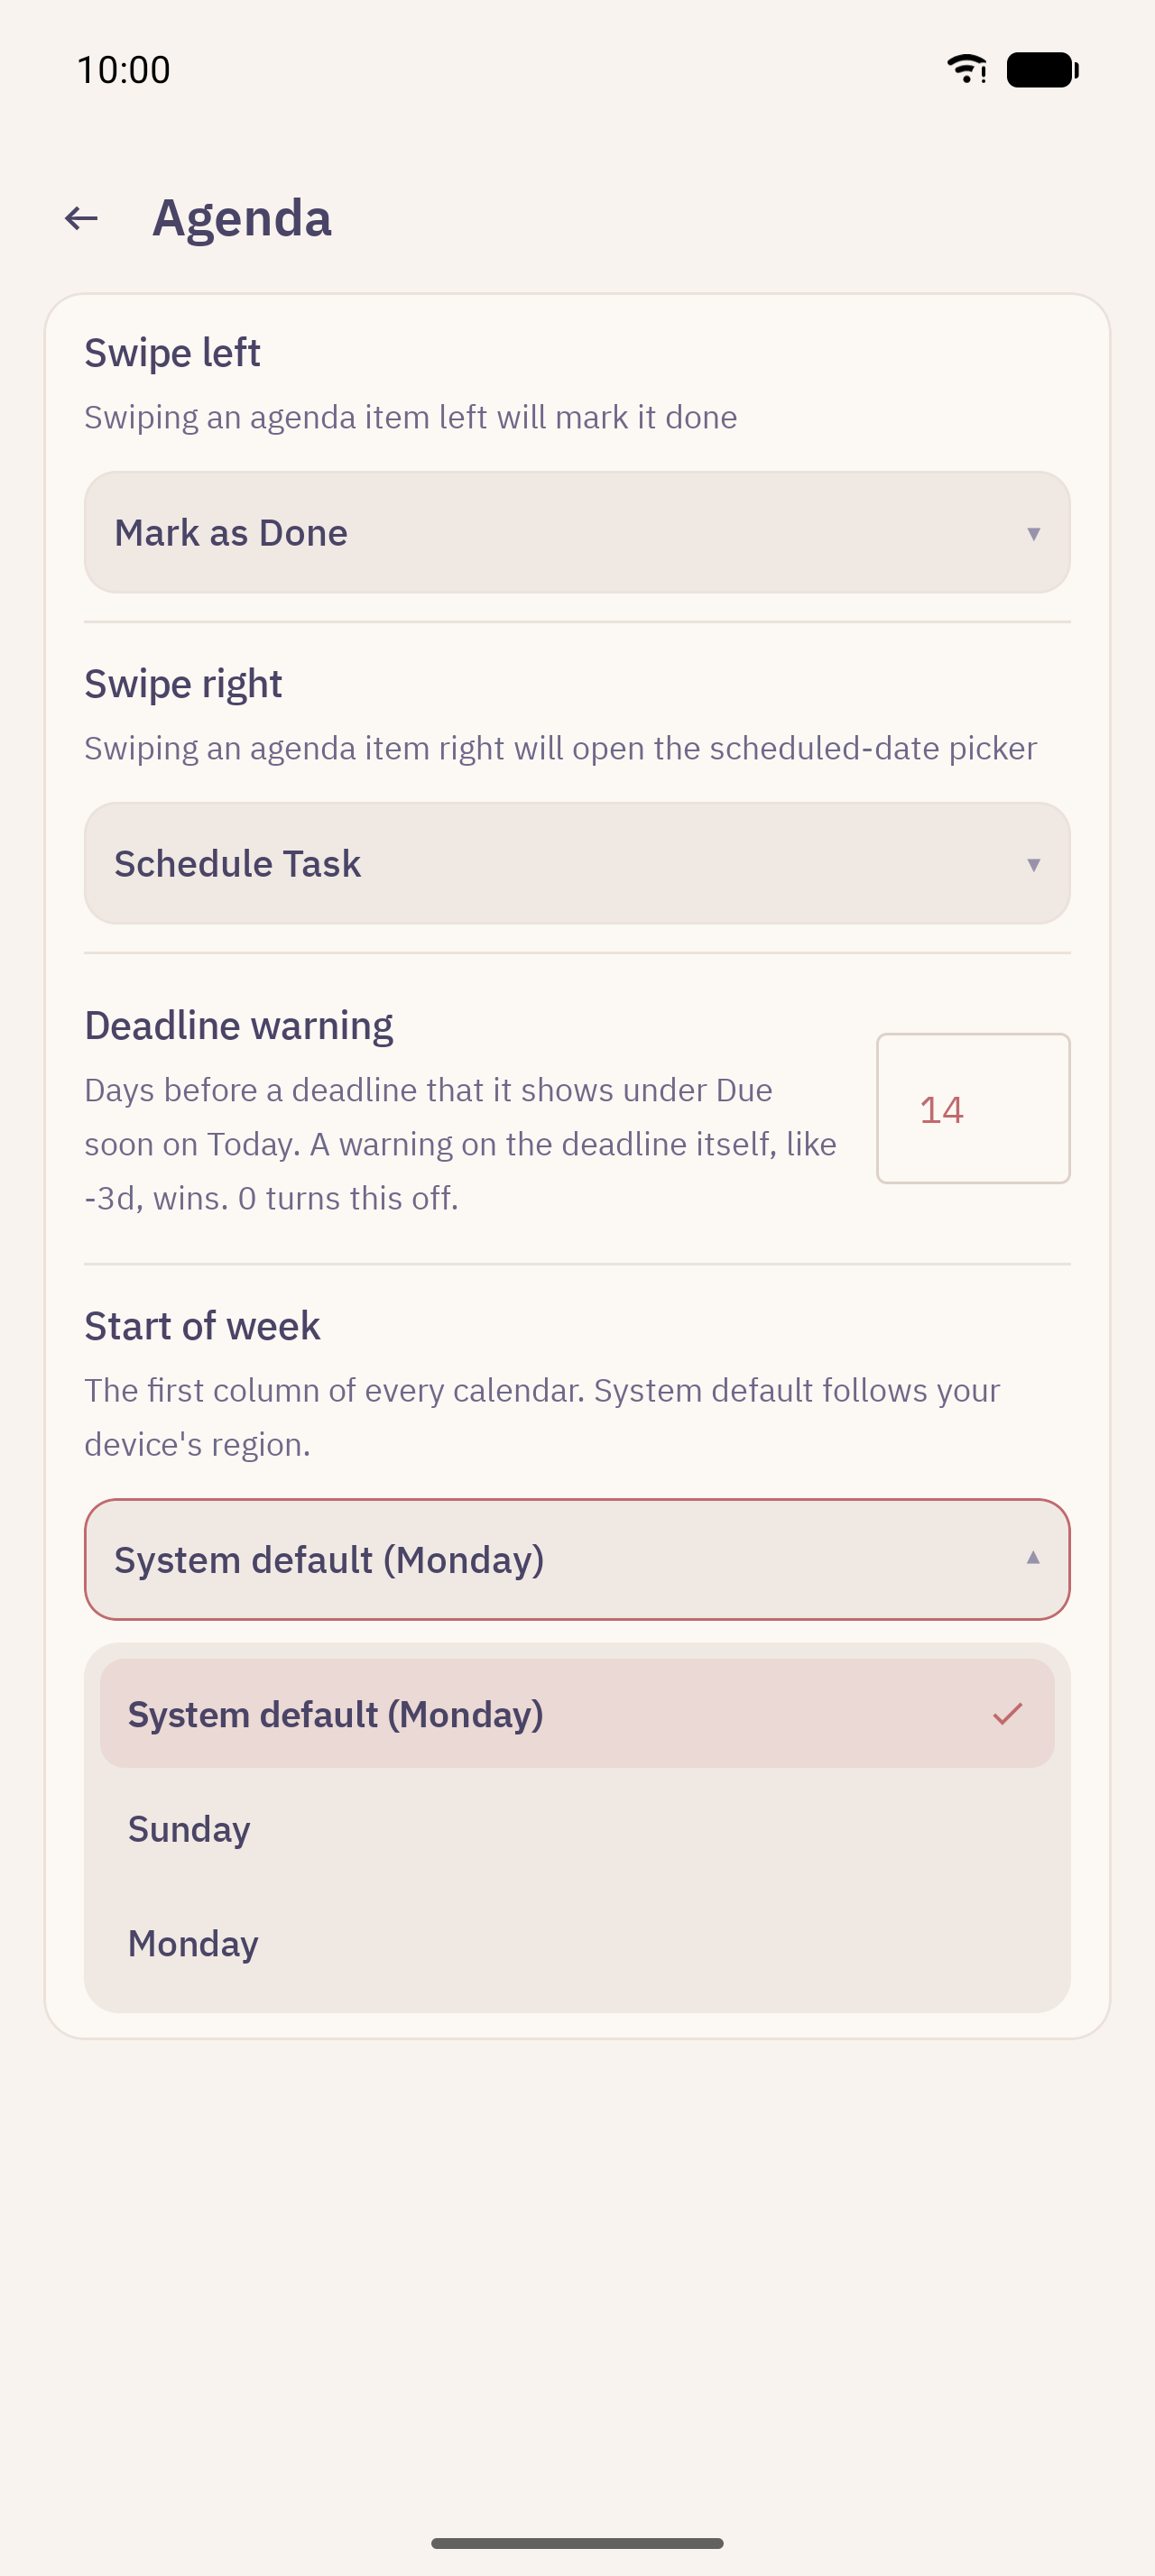 10:00
Agenda
Swipe left
Swiping an agenda item left will mark it done
Mark as Done
Swipe right
Swiping an agenda item right will open the scheduled-date picker
Schedule Task
Deadline warning
Days before a deadline that it shows under Due
soon on Today. A warning on the deadline itself, like
-3d, wins. 0 turns this off.
14
Start of week
The first column of every calendar. System default follows your
device's region.
System default (Monday)
System default (Monday)
Sunday
Monday